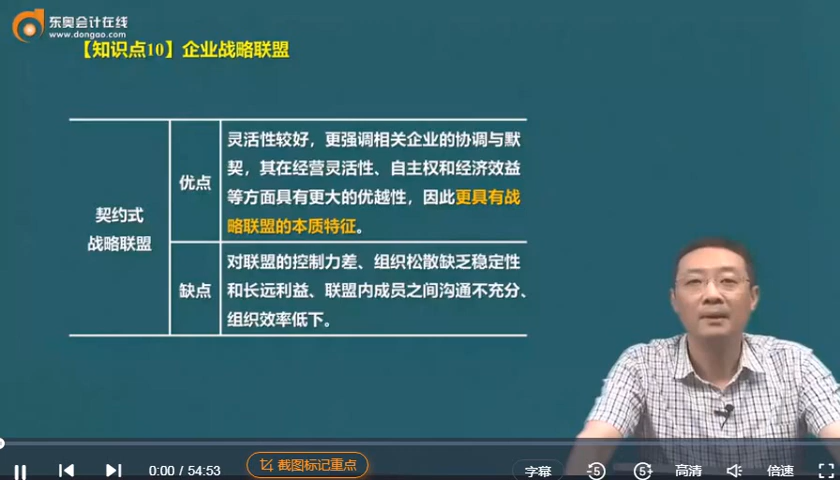 东奥会计在线
www.dongao.com
【知识点10】企业战略联盟
契约式
战略联盟
优点
灵活性较好，更强调相关企业的协调与默
契，其在经营灵活性、自主权和经济效益
等方面具有更大的优越性，因此更具有战
略联盟的本质特征。
缺点
对联盟的控制力差、组织松散缺乏稳定性
和长远利益、联盟内成员之间沟通不充分、
组织效率低下。
0:00 / 54:53
截图标记重点
字幕
5
5
高清
倍速